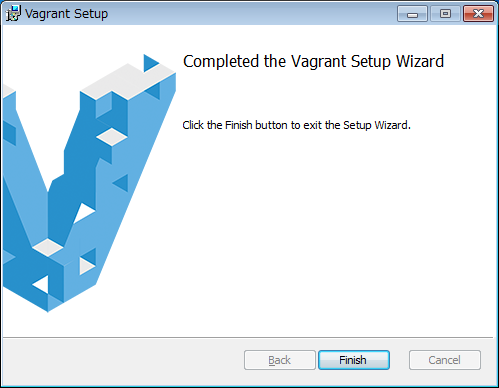 Vagrant Setup
Completed the Vagrant Setup Wizard
Click the Finish button to exit the Setup Wizard.
Back Finish Cancel